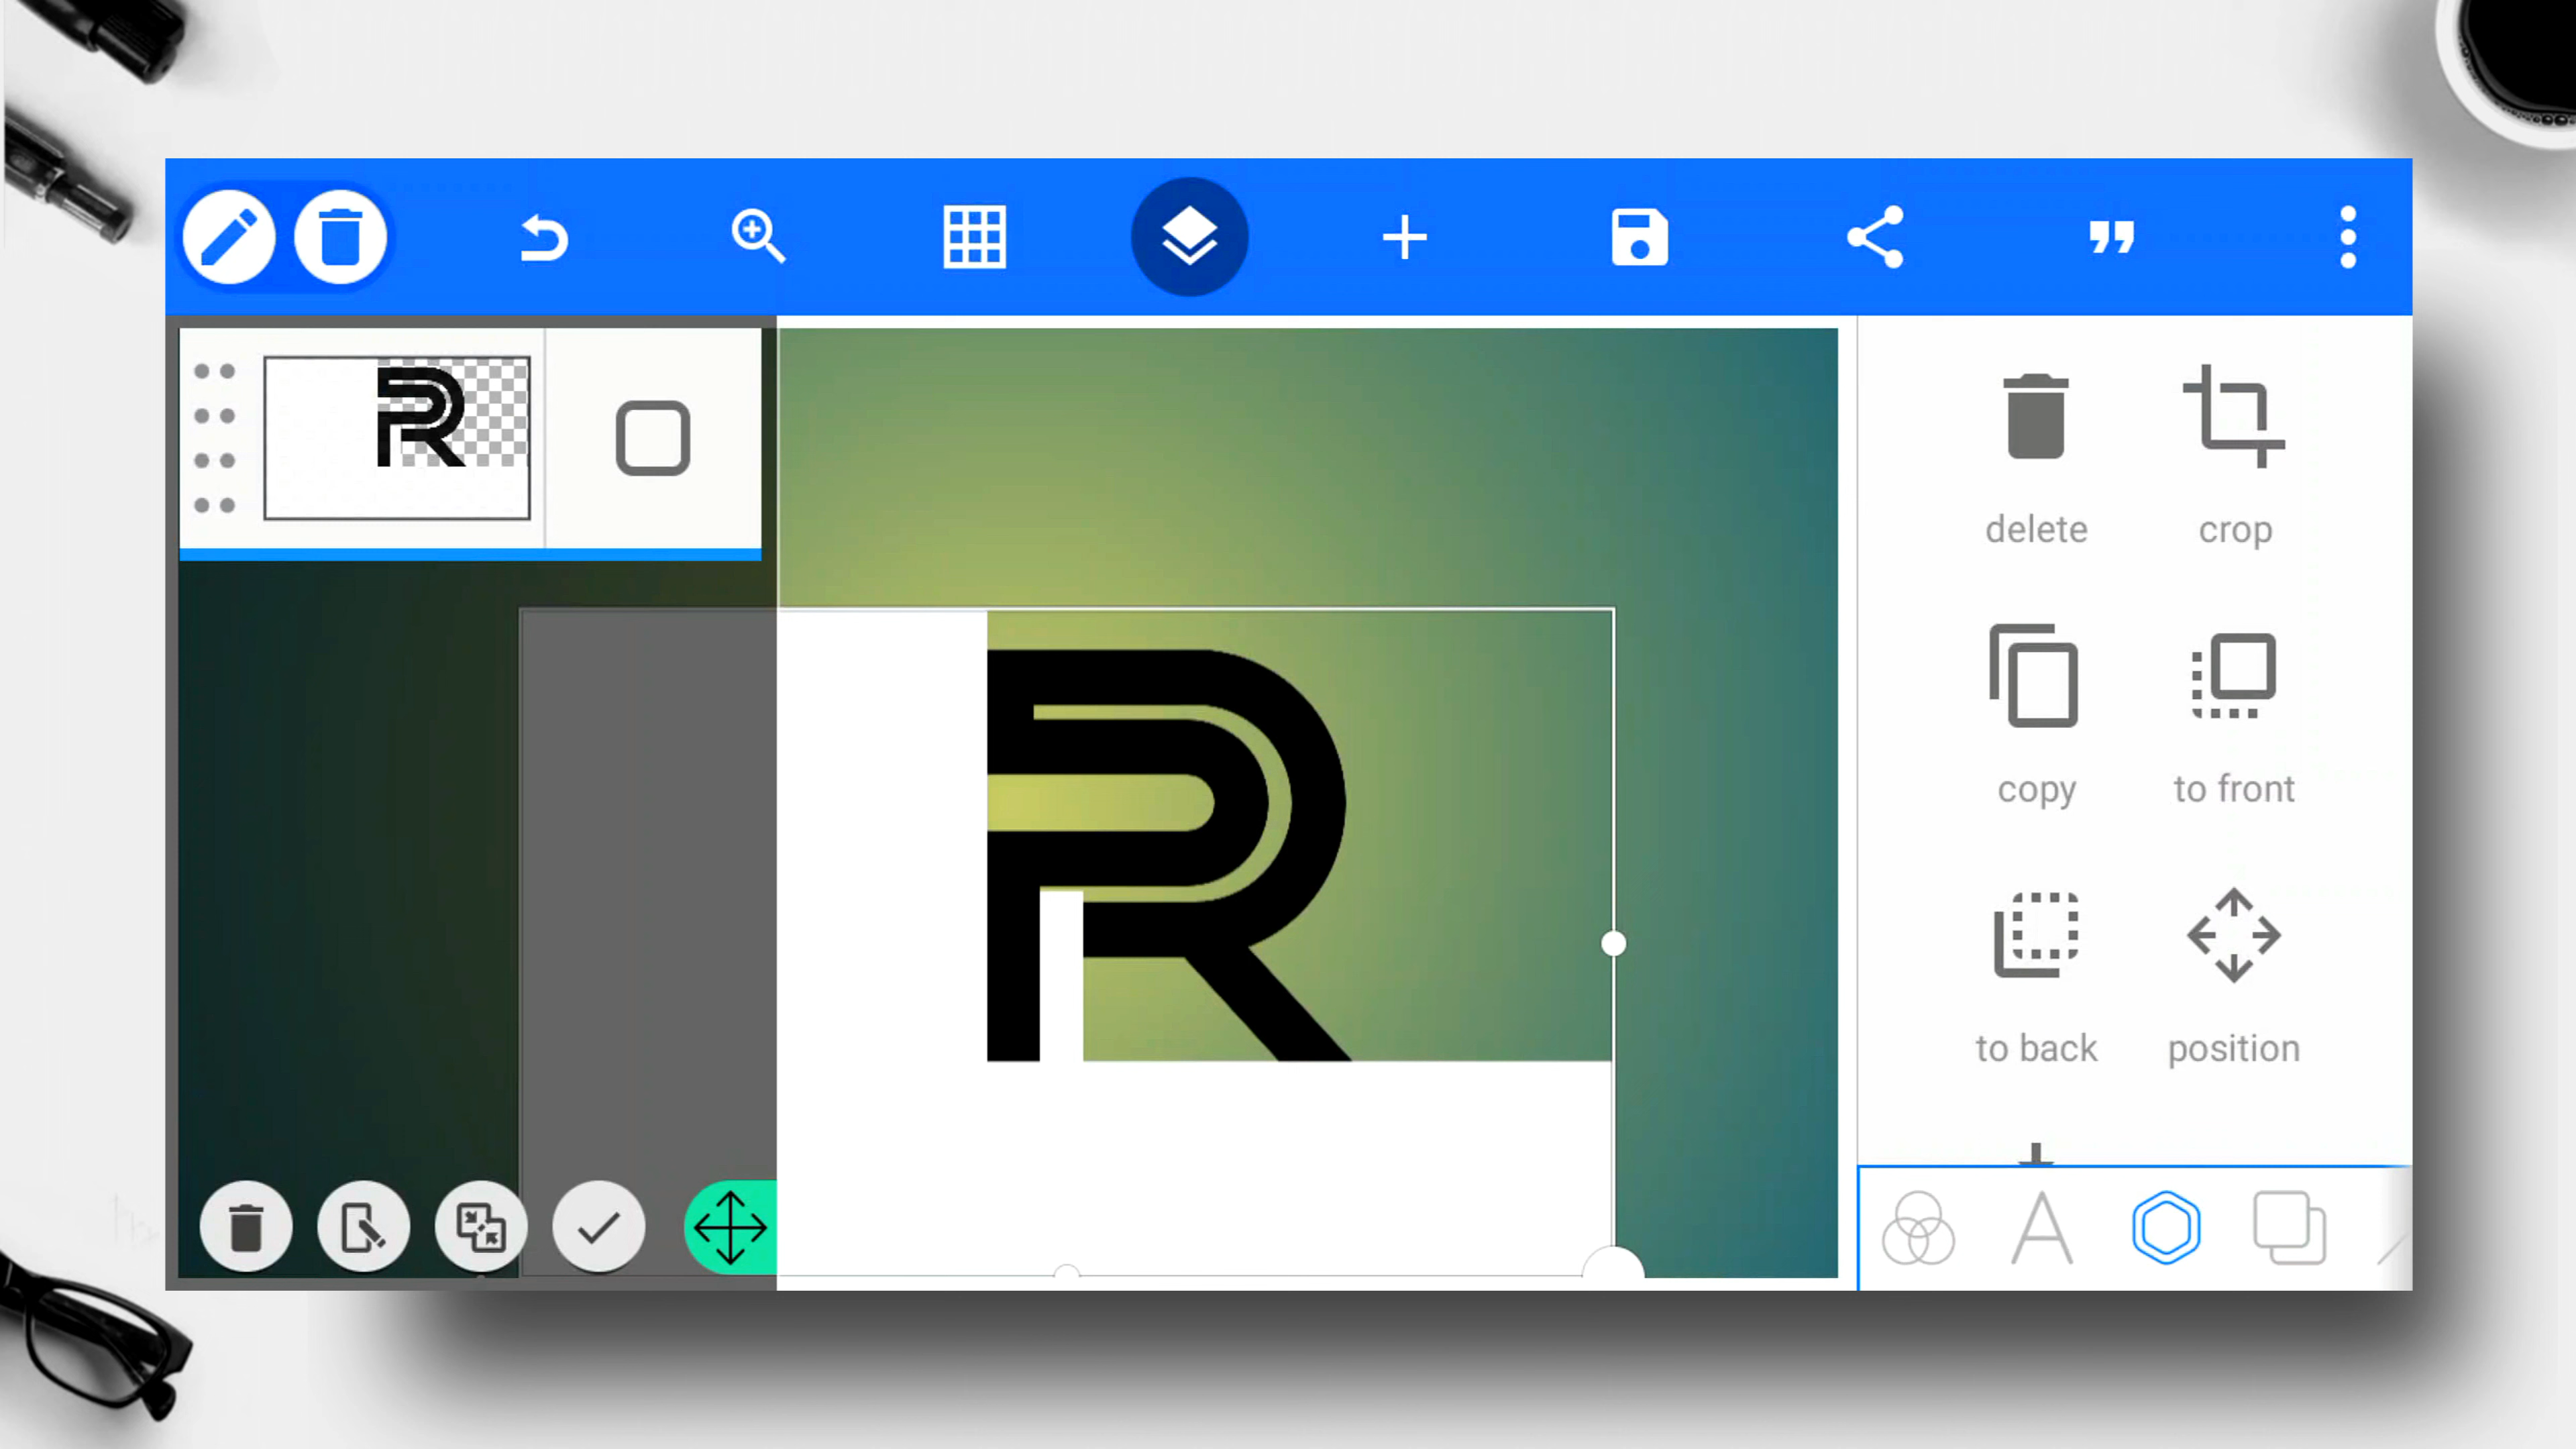 R
delete
crop
copy
to front
to back
position